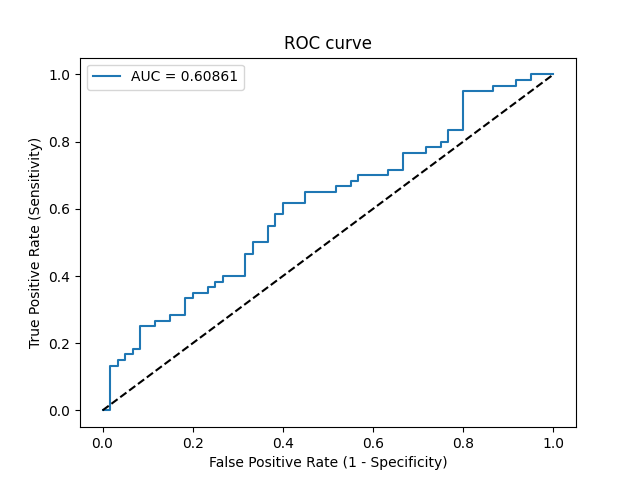 ROC curve
AUC = 0.60861
True Positive Rate (Sensitivity)
1.0
0.8
0.6
0.4
0.2
0.0
0.0 0.2 0.4 0.6 0.8 1.0
False Positive Rate (1 - Specificity)